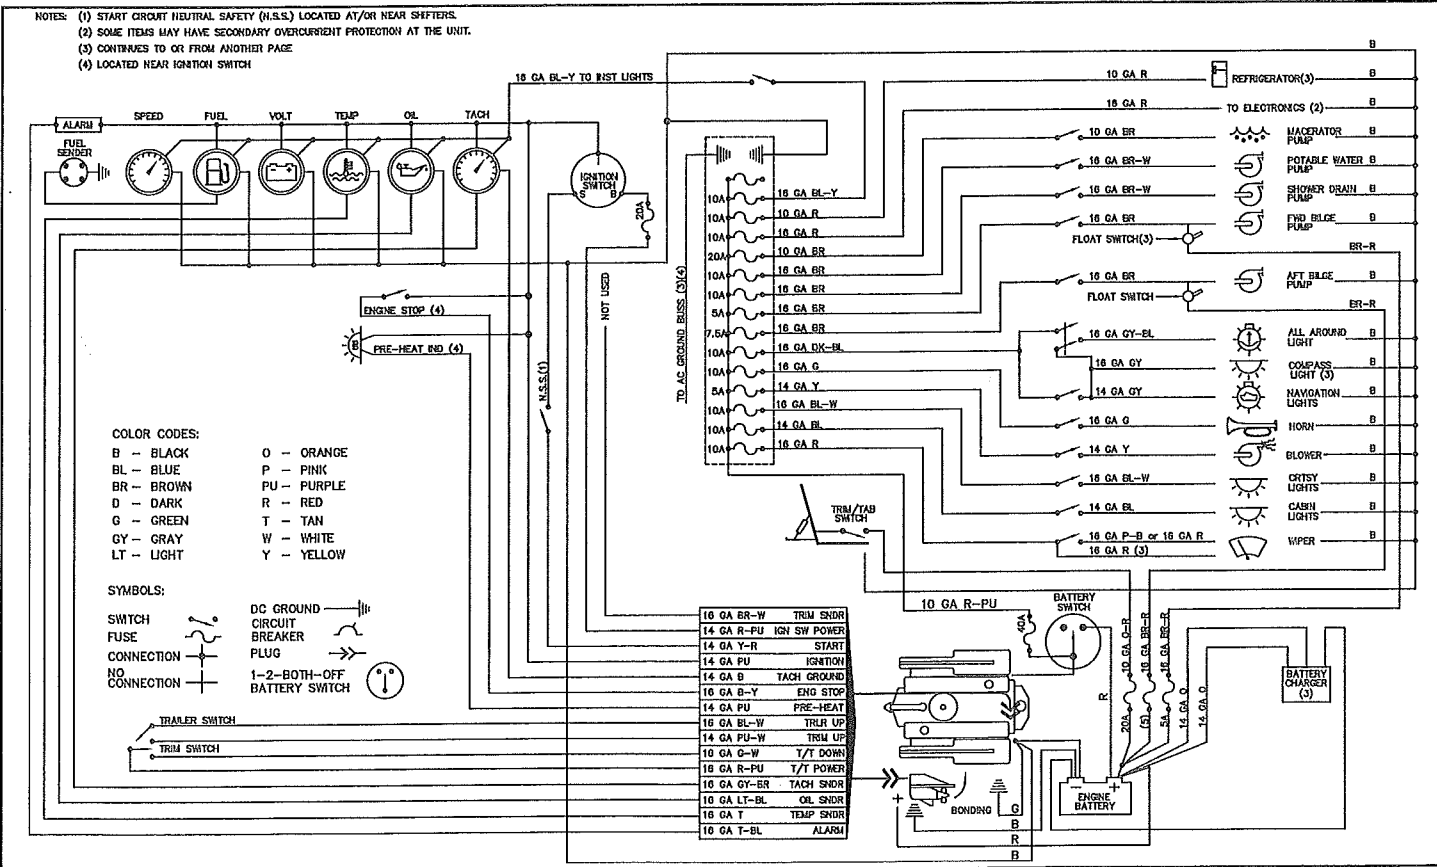 NOTES: (1) START CIRCUIT NEUTRAL SAFETY (N.S.S.) LOCATED AT/OR NEAR SHIFTERS.
(2) SOME ITEMS MAY HAVE SECONDARY OVERCURRENT PROTECTION AT THE UNIT.
(3) CONTINUES TO OR FROM ANOTHER PAGE
(4) LOCATED NEAR IGNITION SWITCH
16 GA BL-Y TO INST LIGHTS
ALARM
SPEED
FUEL
VOLT
TEMP
OIL
TACH
FUEL
SENDER
IGNITION
SWITCH
S
B
20A
NOT USED
ENGINE STOP (4)
PRE-HEAT IND (4)
N.S.S.(1)
TO AC GROUND BUSS (3)(4)
10A
16 GA BL-Y
10A
10 GA R
10A
16 GA R
20A
10 GA BR
10A
16 GA BR
10A
16 GA BR
5A
16 GA BR
7.5A
16 GA BR
10A
16 GA DK-BL
10A
16 GA G
5A
14 GA Y
10A
16 GA BL-W
10A
14 GA BL
10A
16 GA R
B
10 GA R
REFRIGERATOR(3)
B
16 GA R
TO ELECTRONICS (2)
B
10 GA BR
MACERATOR
PUMP
B
16 GA BR-W
POTABLE WATER
PUMP
B
16 GA BR-W
SHOWER DRAIN
PUMP
B
16 GA BR
FWD BILGE
PUMP
B
FLOAT SWITCH(3)
BR-R
16 GA BR
AFT BILGE
PUMP
B
FLOAT SWITCH
BR-R
16 GA GY-BL
ALL AROUND
LIGHT
B
16 GA GY
COMPASS
LIGHT (3)
B
14 GA GY
NAVIGATION
LIGHTS
B
16 GA G
HORN
B
14 GA Y
BLOWER
B
16 GA BL-W
CRTSY
LIGHTS
B
14 GA BL
CABIN
LIGHTS
B
16 GA P-B or 16 GA R
16 GA R (3)
WIPER
B
COLOR CODES:
B - BLACK
BL - BLUE
BR - BROWN
D - DARK
G - GREEN
GY - GRAY
LT - LIGHT
O - ORANGE
P - PINK
PU - PURPLE
R - RED
T - TAN
W - WHITE
Y - YELLOW
SYMBOLS:
SWITCH
FUSE
CONNECTION
NO
CONNECTION
DC GROUND
CIRCUIT
BREAKER
PLUG
1-2-BOTH-OFF
BATTERY SWITCH
TRIM/TAB
SWITCH
10 GA R-PU
40A
BATTERY
SWITCH
R
10 GA O-R
16 GA BR-R
16 GA BR-R
20A
(5)
5A
14 GA O
14 GA O
BATTERY
CHARGER
(3)
16 GA BR-W TRIM SNDR
14 GA R-PU IGN SW POWER
14 GA Y-R START
14 GA PU IGNITION
14 GA B TACH GROUND
16 GA B-Y ENG STOP
14 GA PU PRE-HEAT
16 GA BL-W TRLR UP
14 GA PU-W TRIM UP
16 GA G-W T/T DOWN
16 GA R-PU T/T POWER
16 GA GY-BR TACH SNDR
16 GA LT-BL OIL SNDR
16 GA T TEMP SNDR
16 GA T-BL ALARM
TRAILER SWITCH
TRIM SWITCH
+
BONDING
G
B
R
B
- +
ENGINE
BATTERY